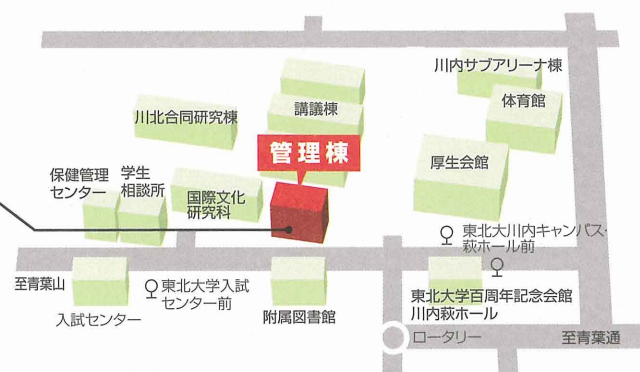 川内サブアリーナ棟
体育館
川北合同研究棟
講議棟
管理棟
厚生会館
保健管理
センター
学生
相談所
国際文化
研究科
東北大川内キャンパス・
萩ホール前
至青葉山
東北大学入試
センター前
入試センター
附属図書館
東北大学百周年記念会館
川内萩ホール
ロータリー
至青葉通